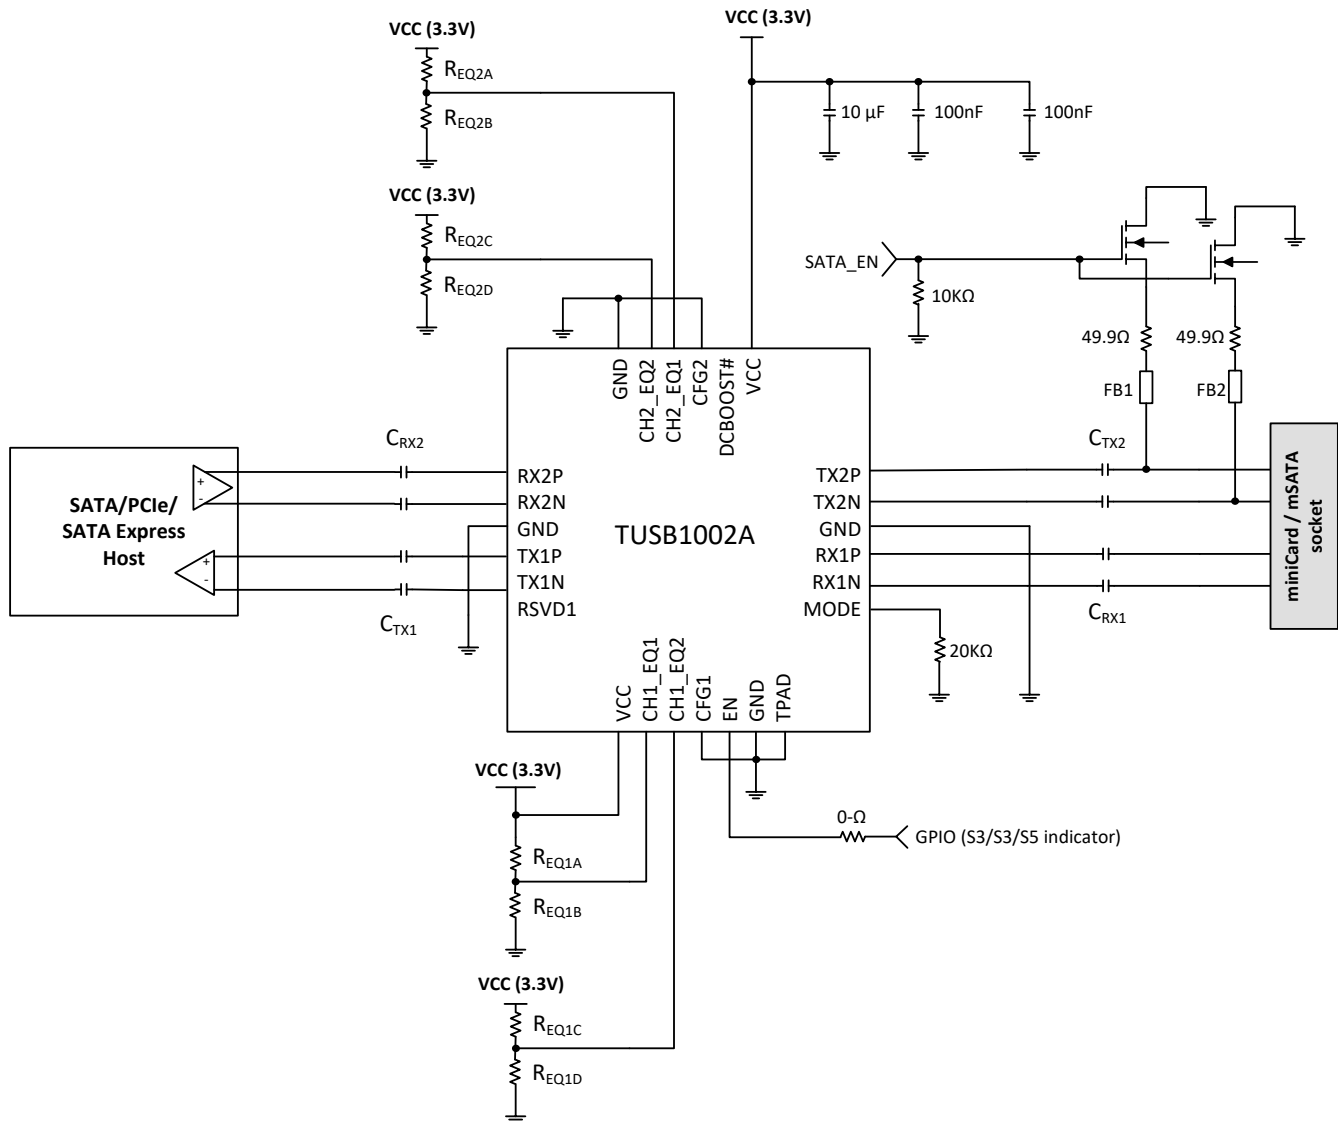 VCC (3.3V)
VCC (3.3V)
REQ2A
REQ2B
10 µF
100nF
100nF
VCC (3.3V)
REQ2C
REQ2D
SATA_EN
10KΩ
49.9Ω
49.9Ω
FB1
FB2
GND
CH2_EQ2
CH2_EQ1
CFG2
DCBOOST#
VCC
CRX2
CTX2
SATA/PCIe/
SATA Express
Host
+
-
+
-
RX2P
RX2N
GND
TX1P
TX1N
RSVD1
TUSB1002A
TX2P
TX2N
GND
RX1P
RX1N
MODE
miniCard / mSATA
socket
CTX1
CRX1
20KΩ
VCC
CH1_EQ1
CH1_EQ2
CFG1
EN
GND
TPAD
VCC (3.3V)
0-Ω
GPIO (S3/S3/S5 indicator)
REQ1A
REQ1B
VCC (3.3V)
REQ1C
REQ1D